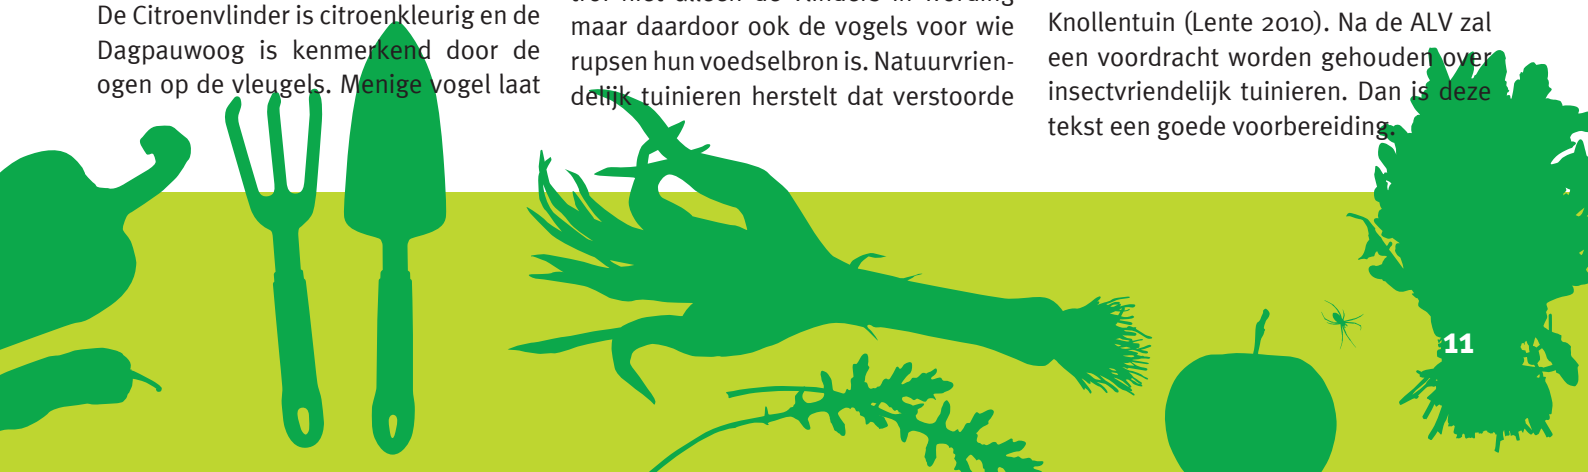 De Citroenvlinder is citroenkleurig en de
Dagpauwoog is kenmerkend door de
ogen op de vleugels. Menige vogel laat
maar daardoor ook de vogels voor wie
rupsen hun voedselbron is. Natuurvrien-
delijk tuinieren herstelt dat verstoorde
Knollentuin (Lente 2010). Na de ALV zal
een voordracht worden gehouden over
insectvriendelijk tuinieren. Dan is deze
tekst een goede voorbereiding.
11